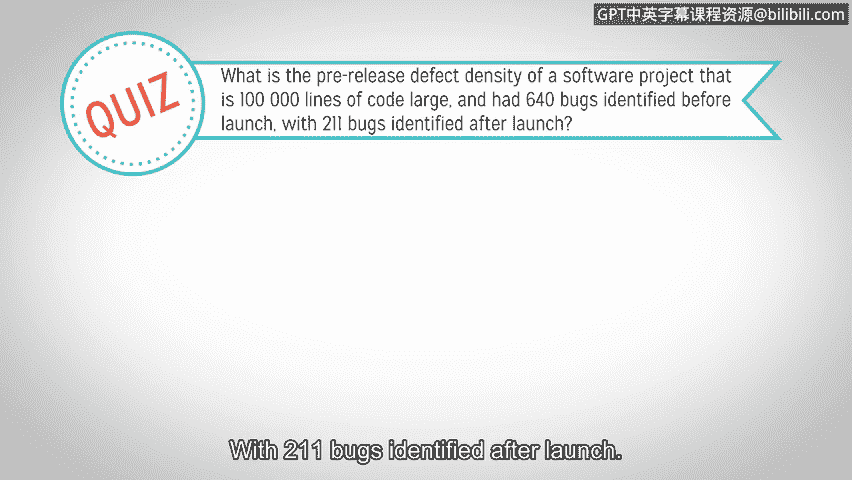 GPT中英字幕课程资源@bilibili.com
QUIZ
What is the pre-release defect density of a software project that
is 100 000 lines of code large, and had 640 bugs identified before
launch, with 211 bugs identified after launch?
With 211 bugs identified after launch.